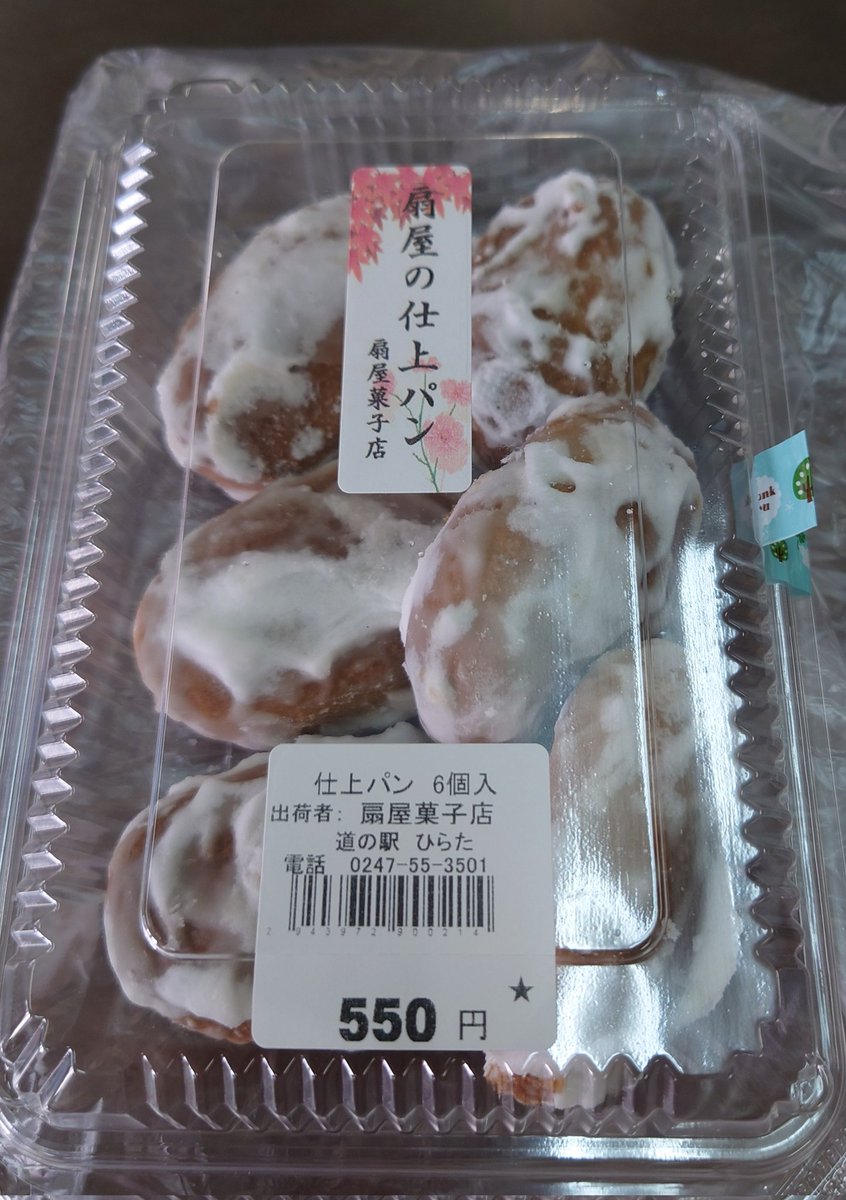 扇屋の仕上パン
扇屋菓子店
仕上パン 6個入
出荷者: 扇屋菓子店
道の駅 ひらた
電話 0247-55-3501
2943972900214
★
550 円